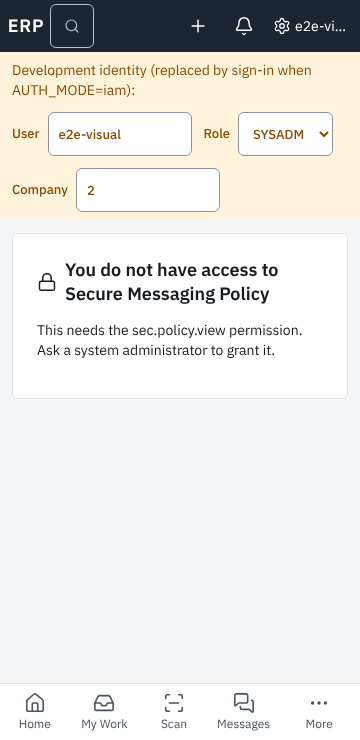 ERP
e2e-vi...
Development identity (replaced by sign-in when
AUTH_MODE=iam):
User e2e-visual Role SYSADM
Company 2
You do not have access to
Secure Messaging Policy
This needs the sec.policy.view permission.
Ask a system administrator to grant it.
Home My Work Scan Messages More